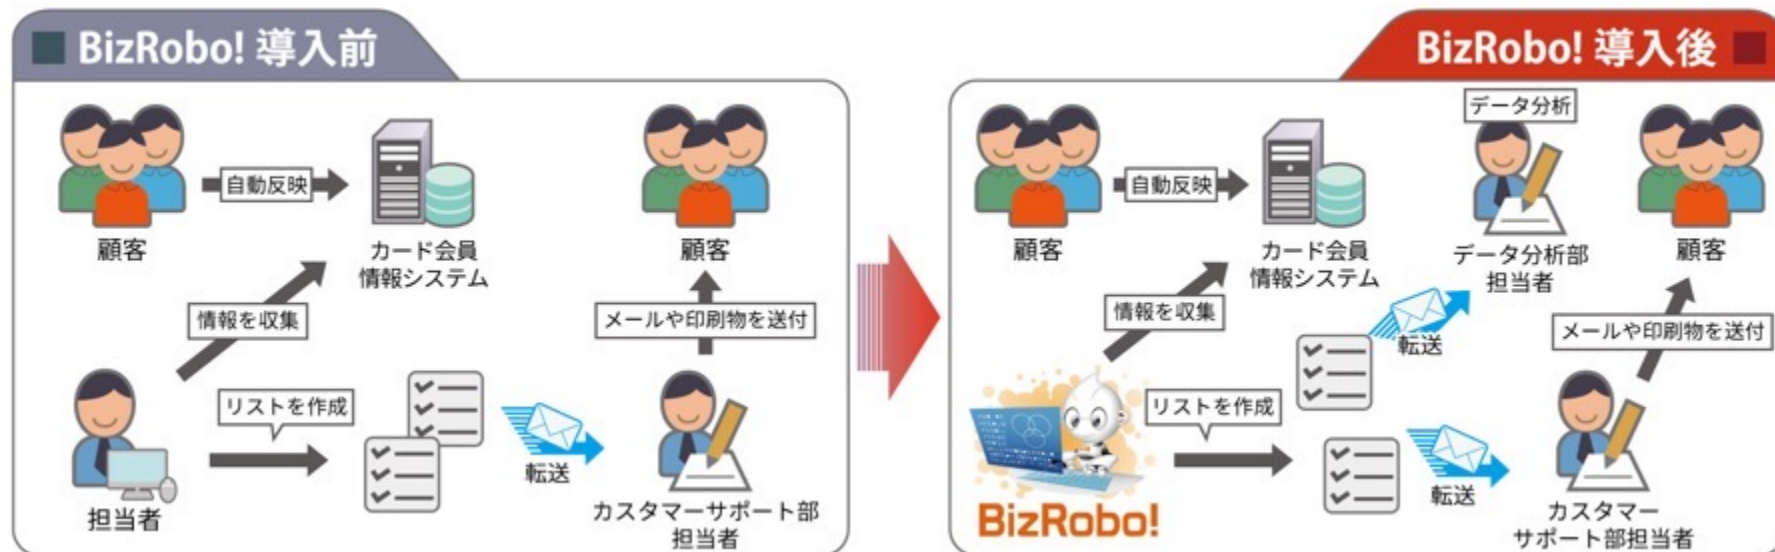 BizRobo! 導入前
顧客
自動反映
カード会員
情報システム
顧客
情報を収集
メールや印刷物を送付
リストを作成
転送
担当者
カスタマーサポート部
担当者
BizRobo! 導入後
データ分析
顧客
自動反映
カード会員
情報システム
データ分析部
担当者
顧客
情報を収集
転送
メールや印刷物を送付
リストを作成
転送
BizRobo!
カスタマー
サポート部担当者